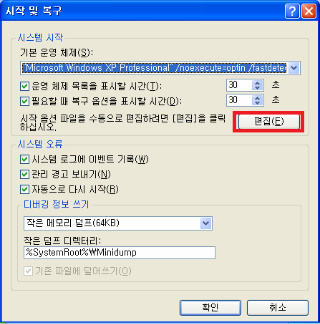 시작 및 복구
시스템 시작
기본 운영 체제(S):
"Microsoft Windows XP Professional" /noexecute=optin /fastdete
운영 체제 목록을 표시할 시간(T): 30 초
필요할 때 복구 옵션을 표시할 시간(D): 30 초
시작 옵션 파일을 수동으로 편집하려면 [편집]을 클릭
하십시오.
편집(E)
시스템 오류
시스템 로그에 이벤트 기록(W)
관리 경고 보내기(N)
자동으로 다시 시작(R)
디버깅 정보 쓰기
작은 메모리 덤프(64KB)
작은 덤프 디렉터리:
%SystemRoot%₩Minidump
기존 파일에 덮어쓰기(O)
확인
취소